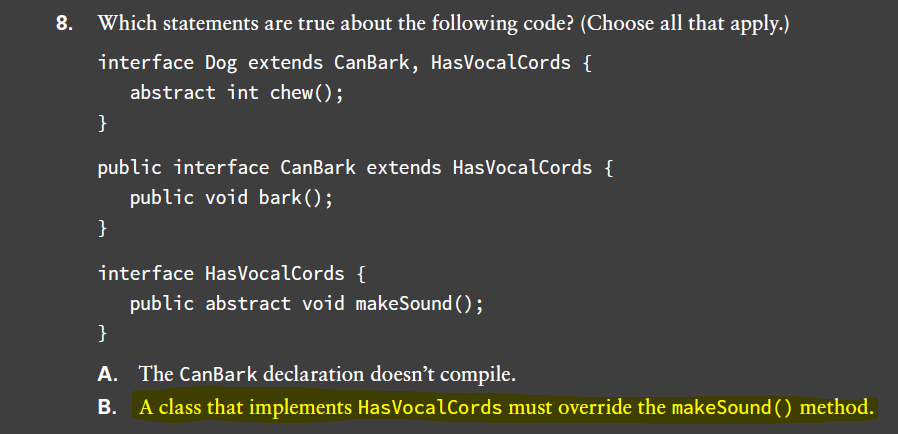 8. Which statements are true about the following code? (Choose all that apply.)
interface Dog extends CanBark, HasVocalCords {
abstract int chew();
}
public interface CanBark extends HasVocalCords {
public void bark();
}
interface HasVocalCords {
public abstract void makeSound();
}
A. The CanBark declaration doesn’t compile.
B. A class that implements HasVocalCords must override the makeSound() method.